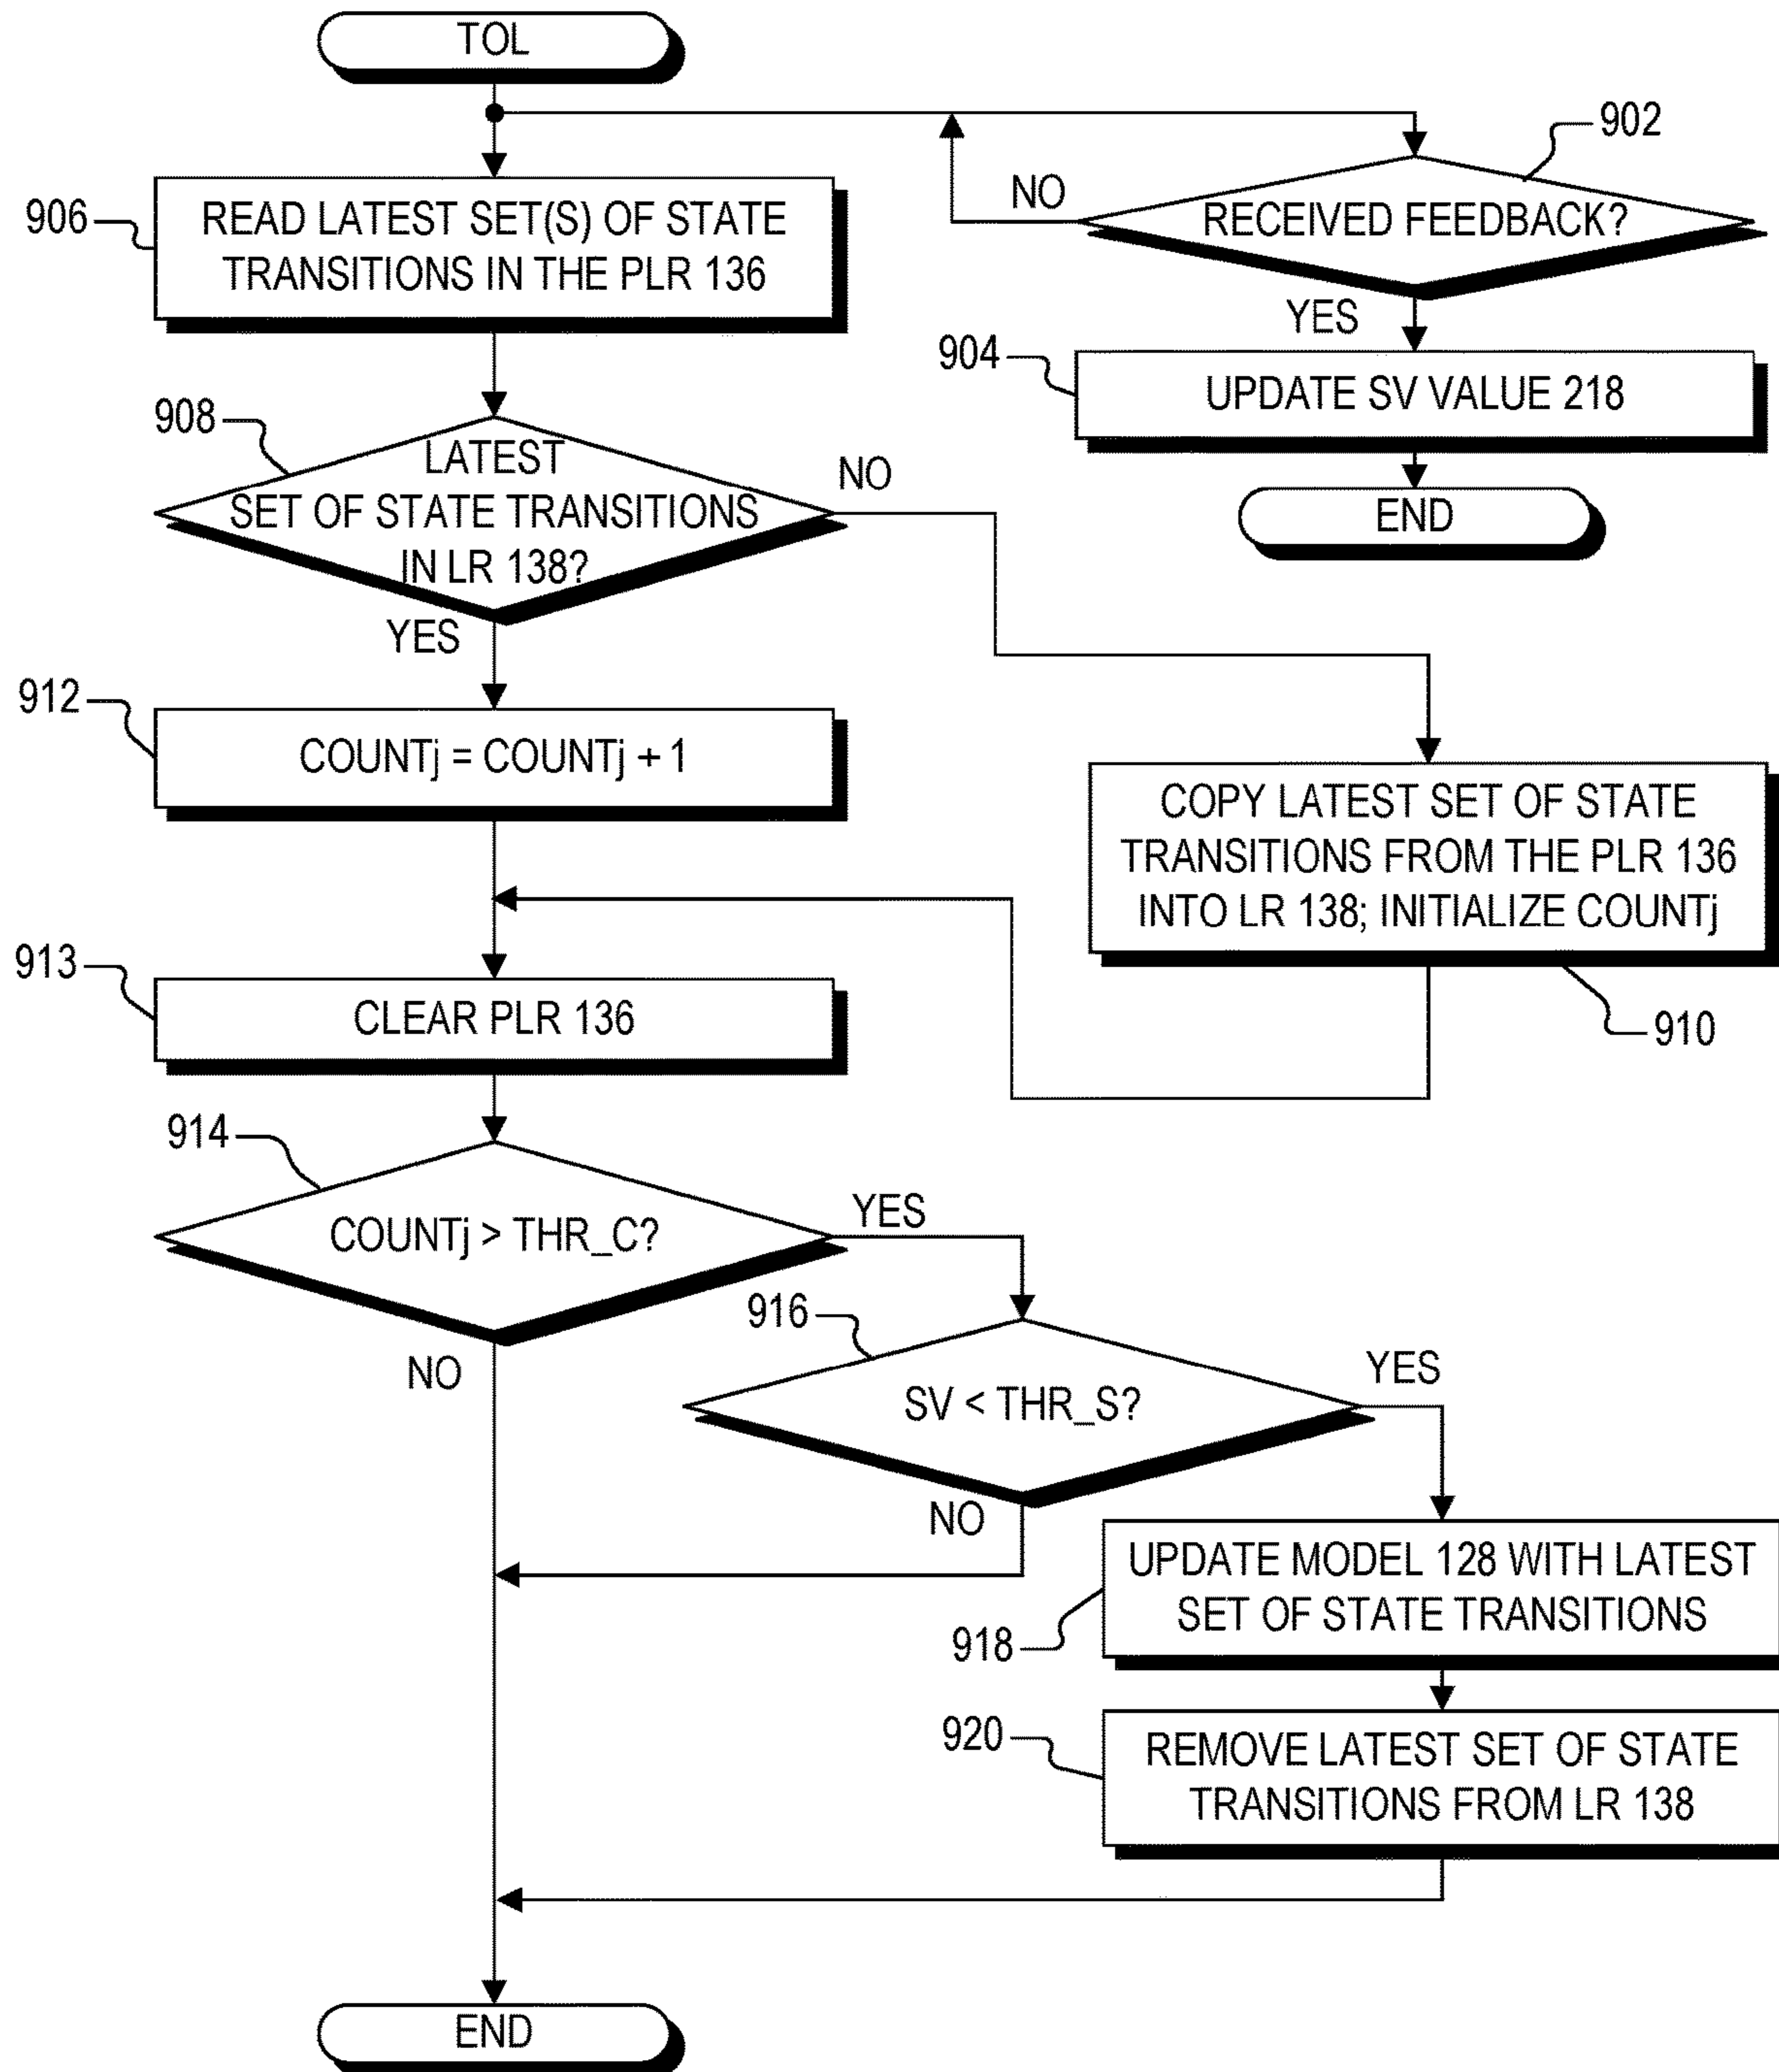 TOL
902
NO
RECEIVED FEEDBACK?
906
READ LATEST SET(S) OF STATE
TRANSITIONS IN THE PLR 136
YES
904
UPDATE SV VALUE 218
END
908
LATEST
SET OF STATE TRANSITIONS
IN LR 138?
NO
YES
912
COUNTj = COUNTj + 1
COPY LATEST SET OF STATE
TRANSITIONS FROM THE PLR 136
INTO LR 138; INITIALIZE COUNTj
910
913
CLEAR PLR 136
914
COUNTj > THR_C?
YES
NO
916
SV < THR_S?
YES
NO
UPDATE MODEL 128 WITH LATEST
SET OF STATE TRANSITIONS
918
920
REMOVE LATEST SET OF STATE
TRANSITIONS FROM LR 138
END